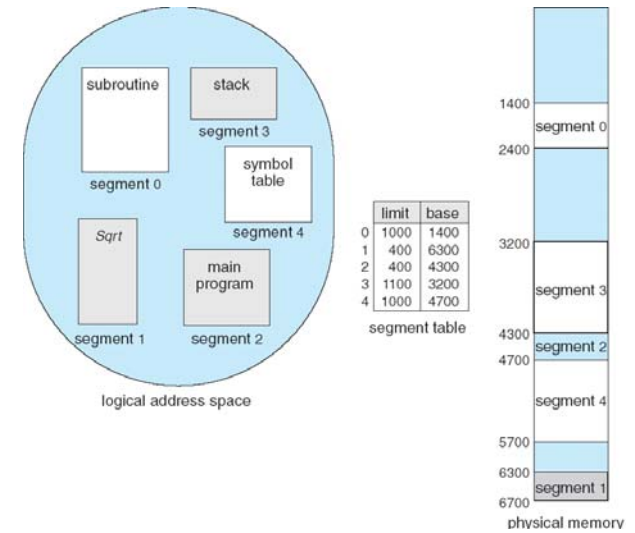 subroutine
segment 0
stack
segment 3
symbol
table
segment 4
Sqrt
segment 1
main
program
segment 2
logical address space
limit base
0 1000 1400
1 400 6300
2 400 4300
3 1100 3200
4 1000 4700
segment table
1400
segment 0
2400
3200
segment 3
4300
segment 2
4700
segment 4
5700
6300
segment 1
6700
physical memory